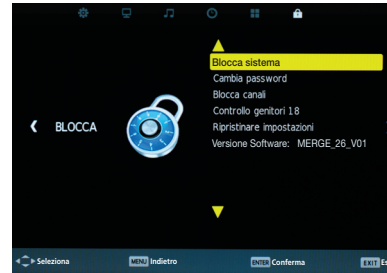 Blocca sistema
Cambia password
Blocca canali
Controllo genitori 18
Ripristinare impostazioni
Versione Software: MERGE_26_V01
BLOCCA
Seleziona
MENU Indietro
ENTER Conferma
EXIT Es